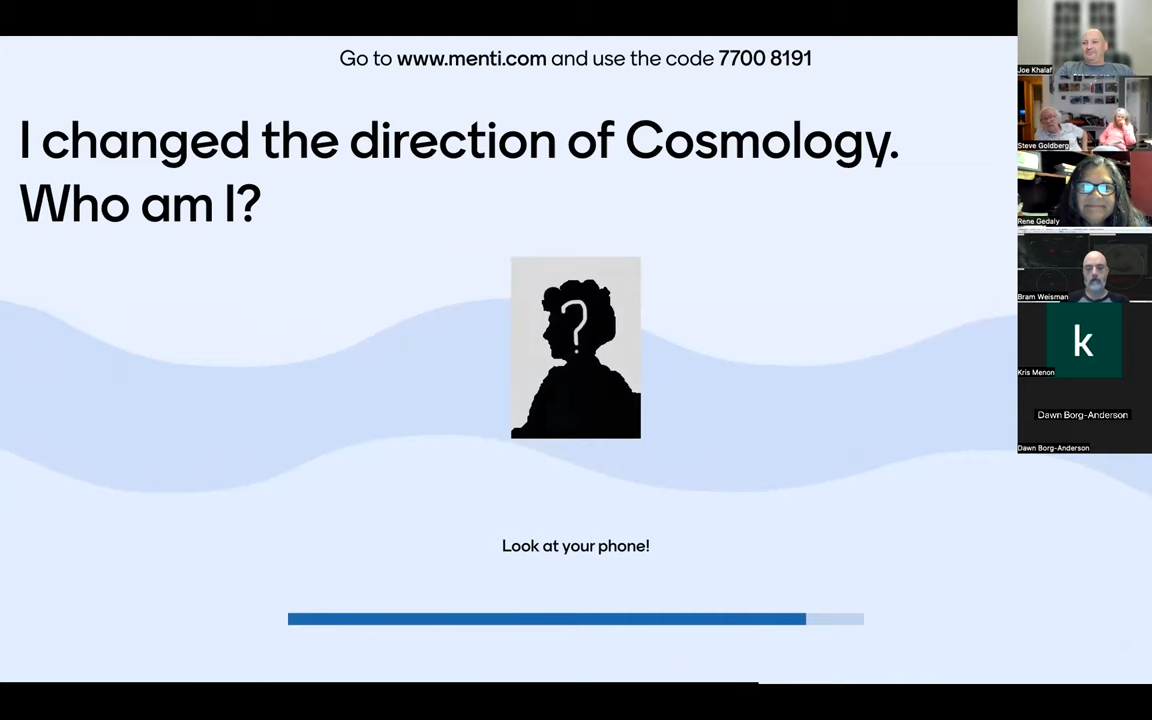 Go to www.menti.com and use the code 7700 8191
I changed the direction of Cosmology.
Who am I?
?
Look at your phone!
Joe Khalaf
Steve Goldberg
Rene Gedaly
Bram Weisman
k
Kris Menon
Dawn Borg-Anderson
Dawn Borg-Anderson